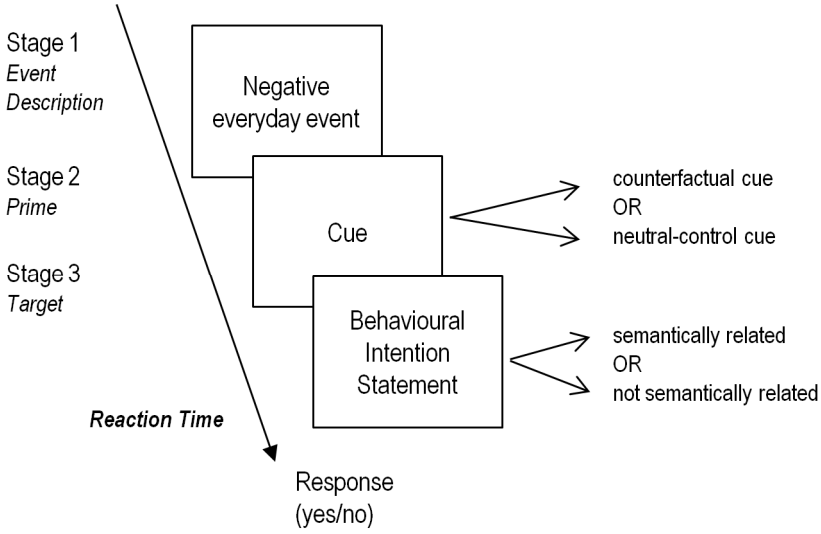 Stage 1
Event
Description
Negative
everyday event
Stage 2
Prime
Cue
counterfactual cue
OR
neutral-control cue
Stage 3
Target
Behavioural
Intention
Statement
semantically related
OR
not semantically related
Reaction Time
Response
(yes/no)